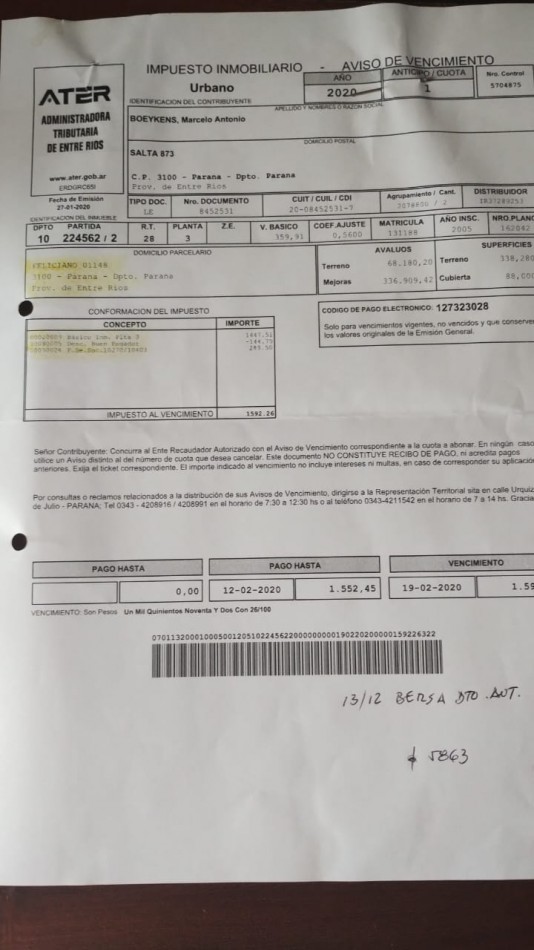 IMPUESTO INMOBILIARIO - AVISO DE VENCIMIENTO
Urbano
AÑO
2020
ANTICIPO / CUOTA
1
Nro. Control
5704875
ATER
ADMINISTRADORA
TRIBUTARIA
DE ENTRE RIOS
www.ater.gob.ar
Fecha de Emisión
27-01-2020
IDENTIFICACION DEL CONTRIBUYENTE
APELLIDO Y NOMBRES O RAZON SOCIAL
BOEYKENS, Marcelo Antonio
DOMICILIO POSTAL
SALTA 873
C.P. 3100 - Parana - Dpto. Parana
Prov. de Entre Rios
TIPO DOC.
LE
Nro. DOCUMENTO
8452531
CUIT / CUIL / CDI
20-08452531-7
Agrupamiento / Cant.
DISTRIBUIDOR
IDENTIFICACION DEL INMUEBLE
DPTO PARTIDA R.T. PLANTA Z.E. V. BASICO COEF.AJUSTE MATRICULA AÑO INSC. NRO.PLANO
10 224562 / 2 28 3 359,91 0,5600 131188 2005 162042
DOMICILIO PARCELARIO
FELICIANO 01148
3100 - Parana - Dpto. Parana
Prov. de Entre Rios
AVALUOS
Terreno 68.180,20
Mejoras 336.909,42
SUPERFICIES
Terreno 338,280
Cubierta 88,000
CONFORMACION DEL IMPUESTO
CONCEPTO IMPORTE
IMPUESTO AL VENCIMIENTO 1592.26
CODIGO DE PAGO ELECTRONICO: 127323028
Solo para vencimientos vigentes, no vencidos y que conserven
los valores originales de la Emisión General.
Señor Contribuyente: Concurra al Ente Recaudador Autorizado con el Aviso de Vencimiento correspondiente a la cuota a abonar. En ningún caso
utilice un Aviso distinto al del número de cuota que desea cancelar. Este documento NO CONSTITUYE RECIBO DE PAGO, ni acredita pagos
anteriores. Exija el ticket correspondiente. El importe indicado al vencimiento no incluye intereses ni multas, en caso de corresponder su aplicación
Por consultas o reclamos relacionados a la distribución de sus Avisos de Vencimiento, dirigirse a la Representación Territorial sita en calle Urquiz
de Julio - PARANA; Tel 0343 - 4208916 / 4208991 en el horario de 7:30 a 12:30 hs o al teléfono 0343-4211542 en el horario de 7 a 14 hs. Gracia
PAGO HASTA PAGO HASTA VENCIMIENTO
0,00 12-02-2020 1.552,45 19-02-2020 1.59
VENCIMIENTO: Son Pesos Un Mil Quinientos Noventa Y Dos Con 26/100
13/12 BERSA DTO. AUT.
$ 5863